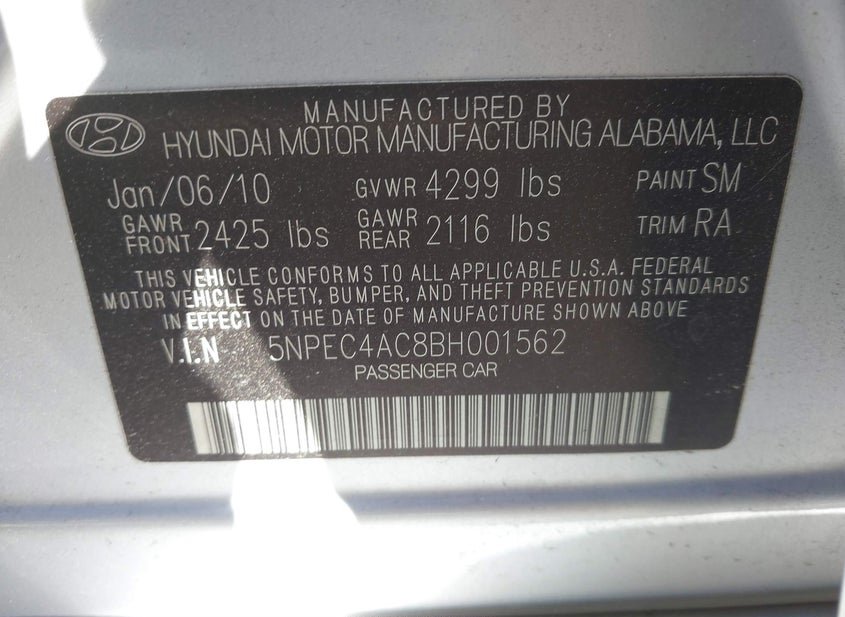 MANUFACTURED BY
HYUNDAI MOTOR MANUFACTURING ALABAMA, LLC
Jan/06/10 GVWR 4299 lbs PAINT SM
GAWR FRONT 2425 lbs GAWR REAR 2116 lbs TRIM RA
THIS VEHICLE CONFORMS TO ALL APPLICABLE U.S.A. FEDERAL
MOTOR VEHICLE SAFETY, BUMPER, AND THEFT PREVENTION STANDARDS
IN EFFECT ON THE DATE OF MANUFACTURE SHOWN ABOVE
V.I.N 5NPEC4AC8BH001562
PASSENGER CAR